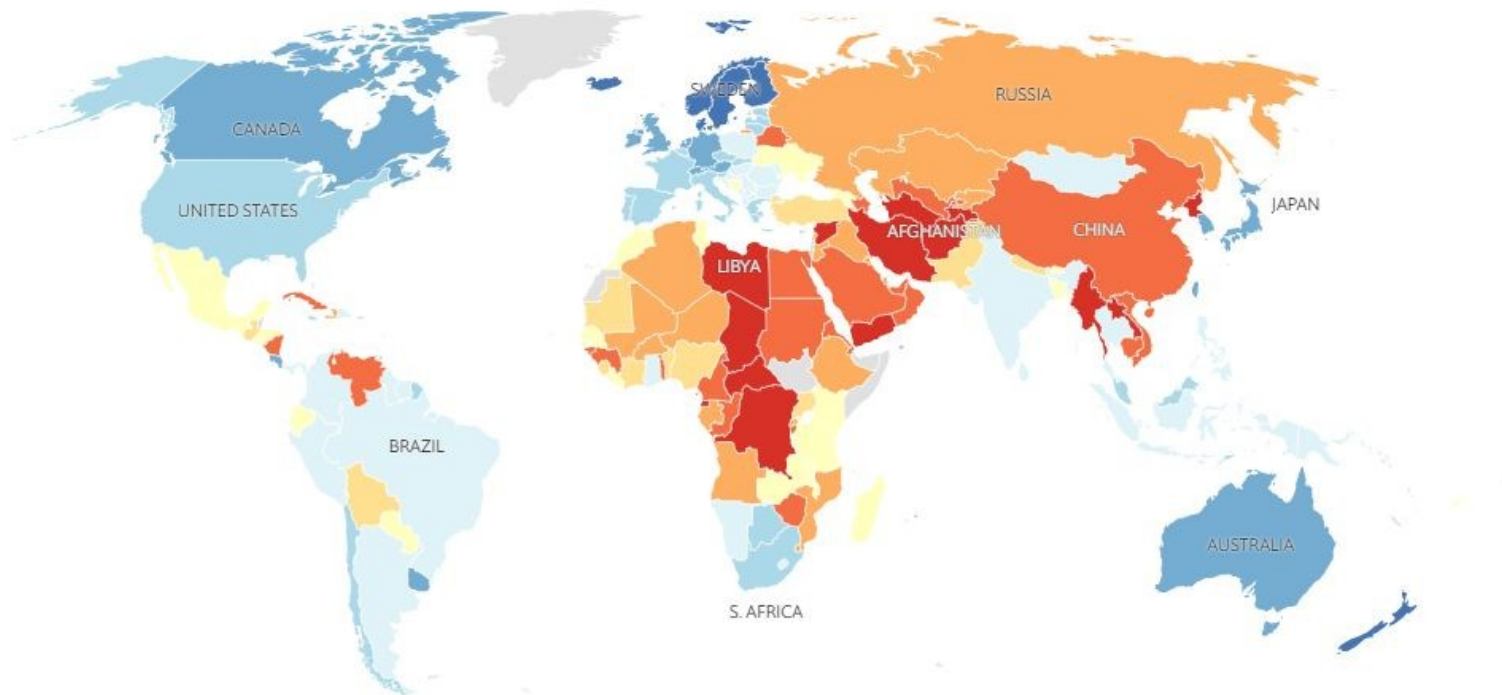 SWEDEN
RUSSIA
CANADA
UNITED STATES
JAPAN
AFGHANISTAN
CHINA
LIBYA
BRAZIL
AUSTRALIA
S. AFRICA